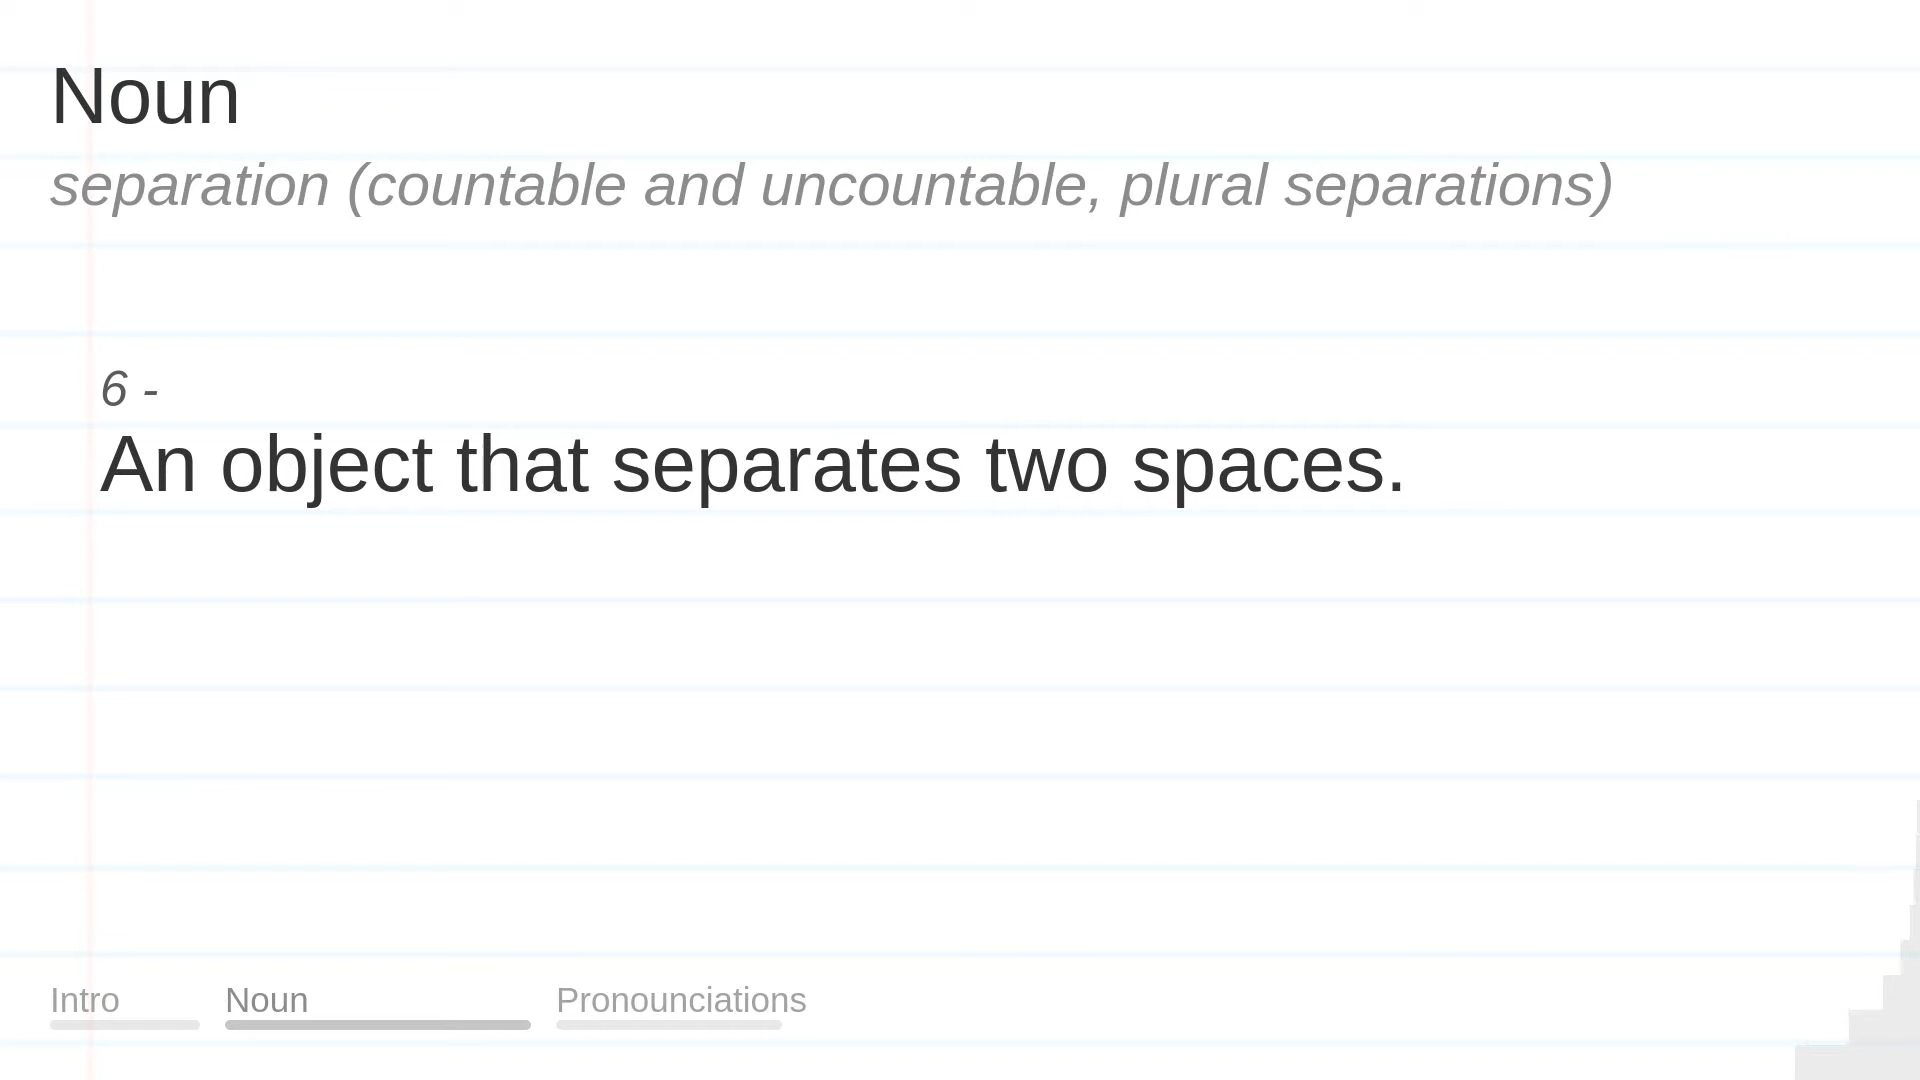 Noun
separation (countable and uncountable, plural separations)
6 -
An object that separates two spaces.
Intro Noun Pronounciations